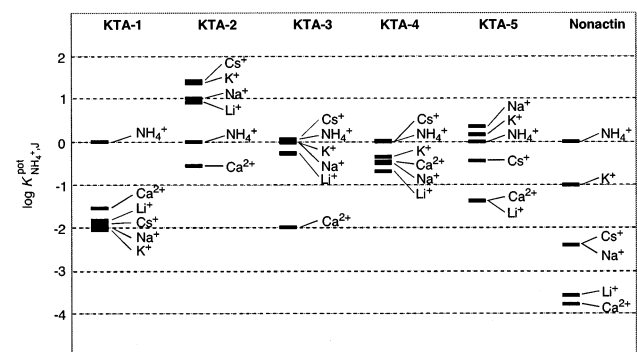 KTA-1 KTA-2 KTA-3 KTA-4 KTA-5 Nonactin
log K^pot_NH₄⁺,J
2
1
0
-1
-2
-3
-4
NH₄⁺
Ca²⁺
Li⁺
Cs⁺
Na⁺
K⁺
Cs⁺
K⁺
Na⁺
Li⁺
NH₄⁺
Ca²⁺
Cs⁺
NH₄⁺
K⁺
Na⁺
Li⁺
Ca²⁺
Cs⁺
NH₄⁺
K⁺
Ca²⁺
Na⁺
Li⁺
Na⁺
K⁺
NH₄⁺
Cs⁺
Ca²⁺
Li⁺
NH₄⁺
K⁺
Cs⁺
Na⁺
Li⁺
Ca²⁺